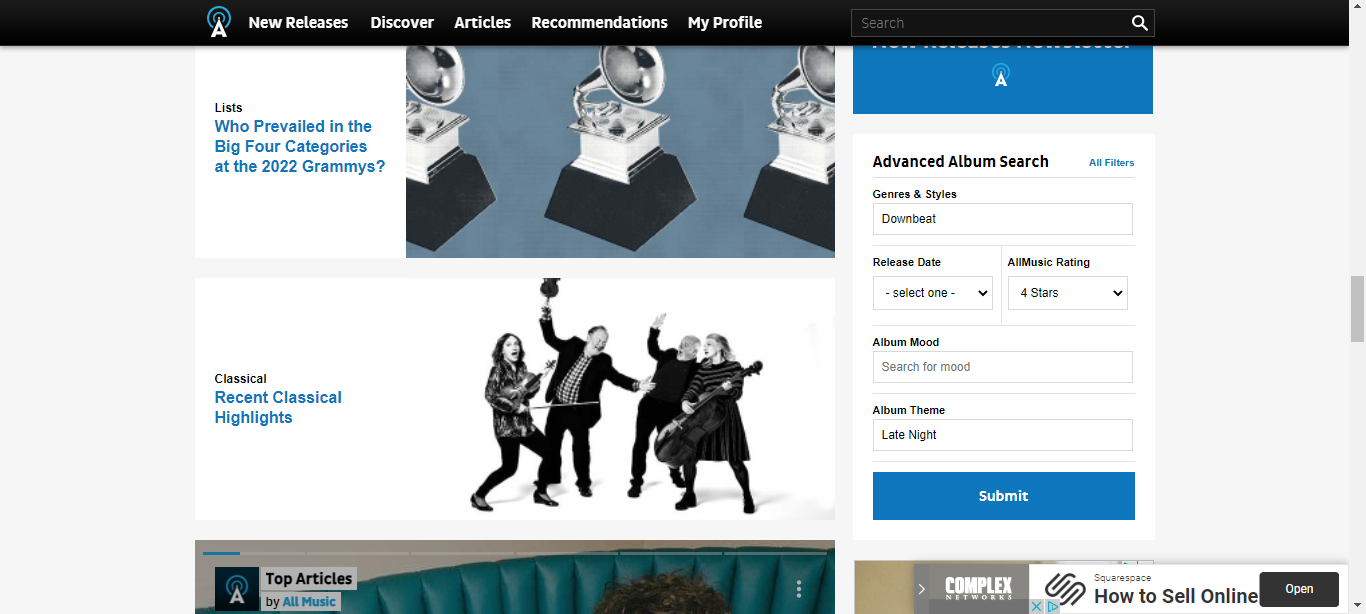 New Releases Discover Articles Recommendations My Profile Search
New Releases Newsletter
Lists
Who Prevailed in the
Big Four Categories
at the 2022 Grammys?
Classical
Recent Classical
Highlights
Top Articles
by All Music
Advanced Album Search All Filters
Genres & Styles
Downbeat
Release Date AllMusic Rating
- select one - 4 Stars
Album Mood
Search for mood
Album Theme
Late Night
Submit
COMPLEX
NETWORKS
Squarespace
How to Sell Online
Open